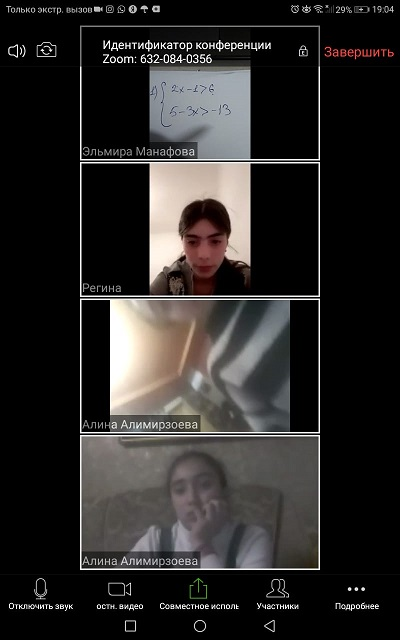 Только экстр. вызов
29% 19:04
Идентификатор конференции
Zoom: 632-084-0356
Завершить
1) { 2x-1>6
5-3x>-13
Эльмира Манафова
Регина
Алина Алимирзоева
Алина Алимирзоева
Отключить звук
остн. видео
Совместное исполь
Участники
Подробнее